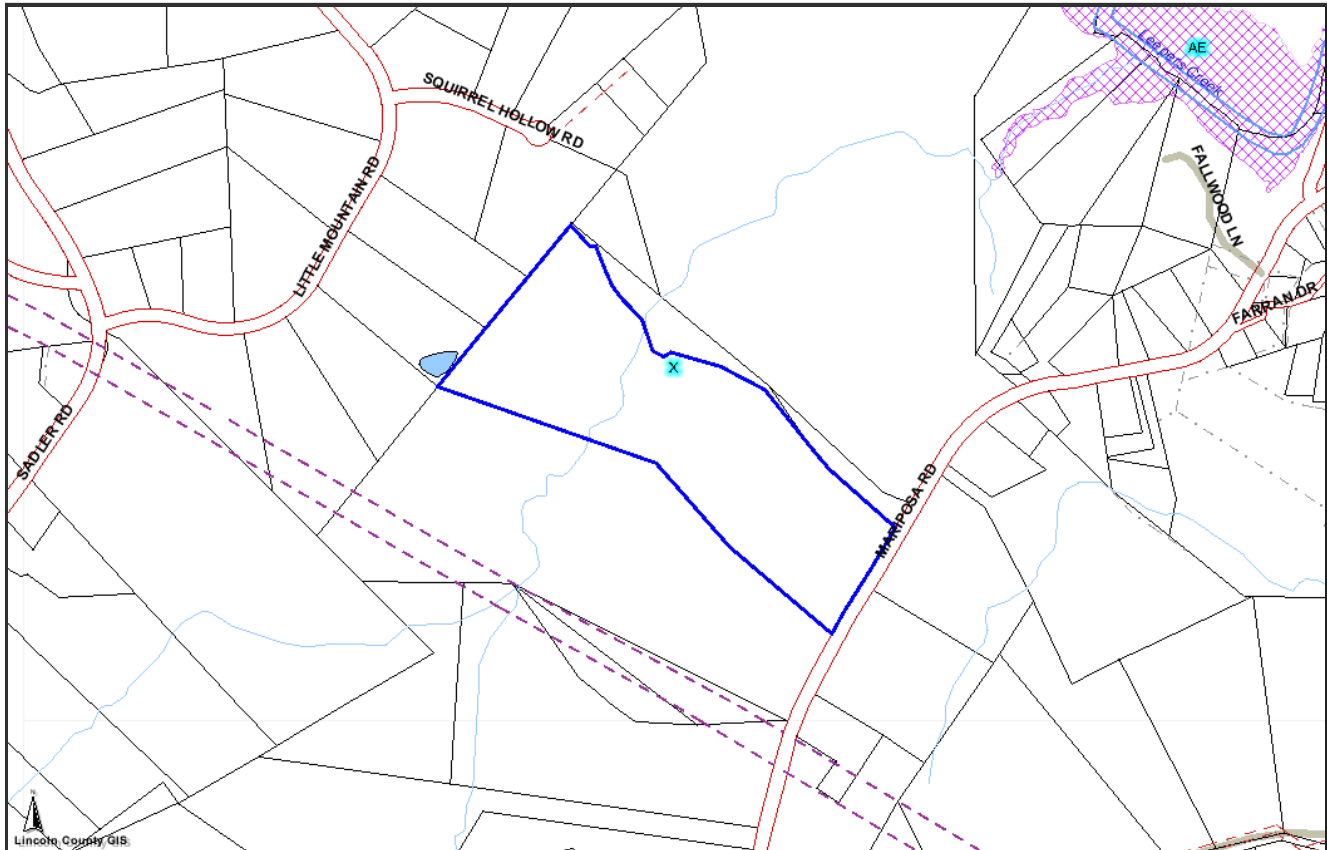 AE
Leepers Creek
SQUIRREL HOLLOW RD
FALLWOOD LN
LITTLE MOUNTAIN RD
FARRAN DR
X
SADLER RD
MARIPOSA RD
N
Lincoln County GIS